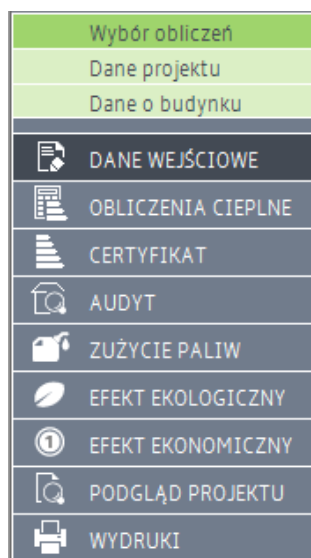 Wybór obliczeń
Dane projektu
Dane o budynku
DANE WEJŚCIOWE
OBLICZENIA CIEPLNE
CERTYFIKAT
AUDYT
ZUŻYCIE PALIW
EFEKT EKOLOGICZNY
1 EFEKT EKONOMICZNY
PODGLĄD PROJEKTU
WYDRUKI